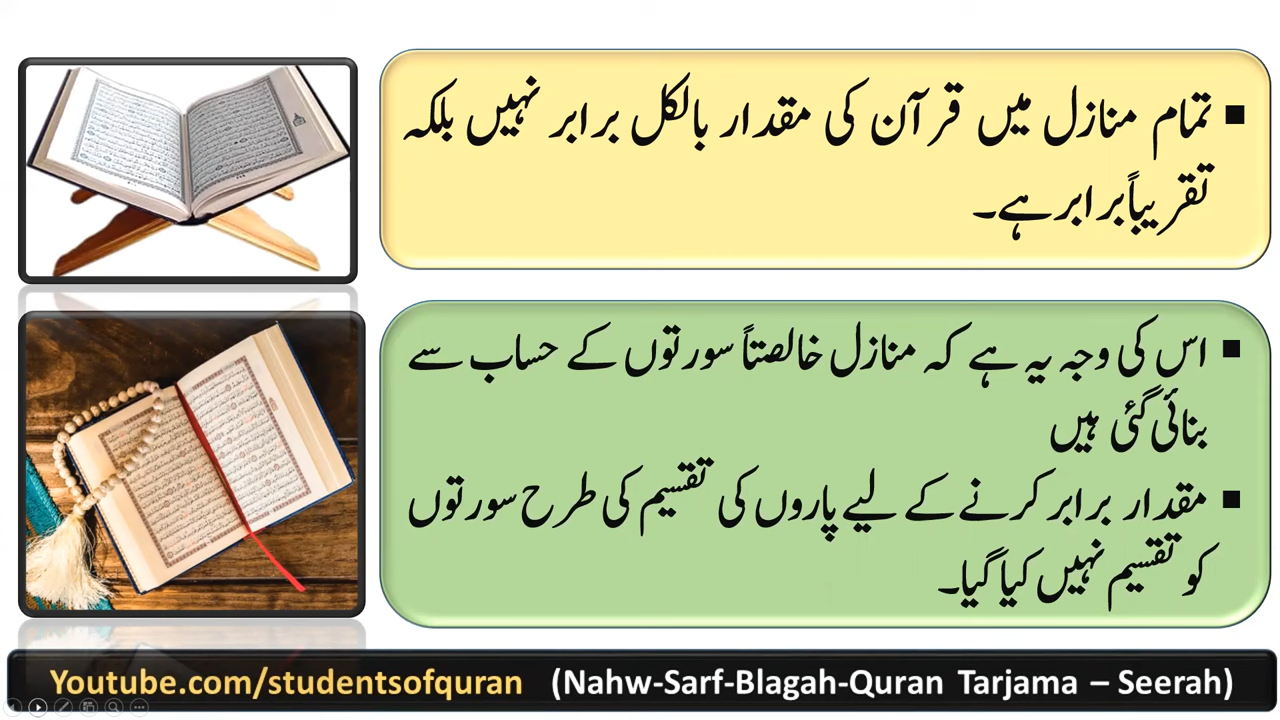 ▪ تمام منازل میں قرآن کی مقدار بالکل برابر نہیں بلکہ
تقریباً برابر ہے۔
▪ اس کی وجہ یہ ہے کہ منازل خالصتاً سورتوں کے حساب سے
بنائی گئی ہیں
▪ مقدار برابر کرنے کے لیے پاروں کی تقسیم کی طرح سورتوں
کو تقسیم نہیں کیا گیا۔
Youtube.com/studentsofquran (Nahw-Sarf-Blagah-Quran Tarjama – Seerah)